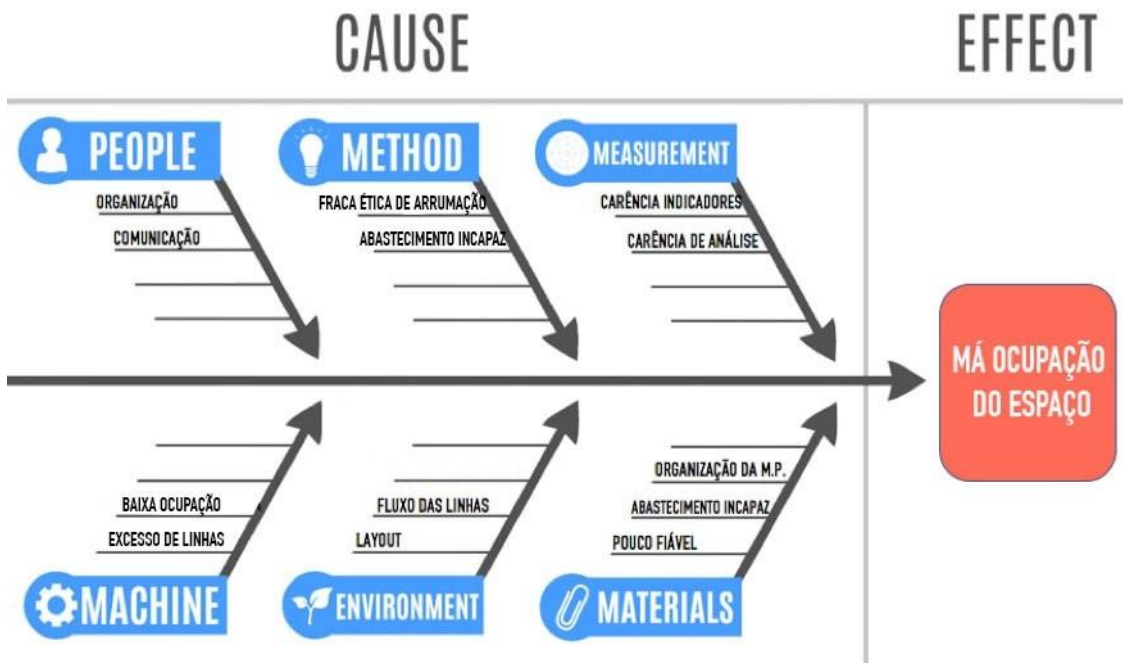 CAUSE
EFFECT
PEOPLE
ORGANIZAÇÃO
COMUNICAÇÃO
METHOD
FRACA ÉTICA DE ARRUMAÇÃO
ABASTECIMENTO INCAPAZ
MEASUREMENT
CARÊNCIA INDICADORES
CARÊNCIA DE ANÁLISE
MÁ OCUPAÇÃO
DO ESPAÇO
BAIXA OCUPAÇÃO
EXCESSO DE LINHAS
MACHINE
FLUXO DAS LINHAS
LAYOUT
ENVIRONMENT
ORGANIZAÇÃO DA M.P.
ABASTECIMENTO INCAPAZ
POUCO FIÁVEL
MATERIALS